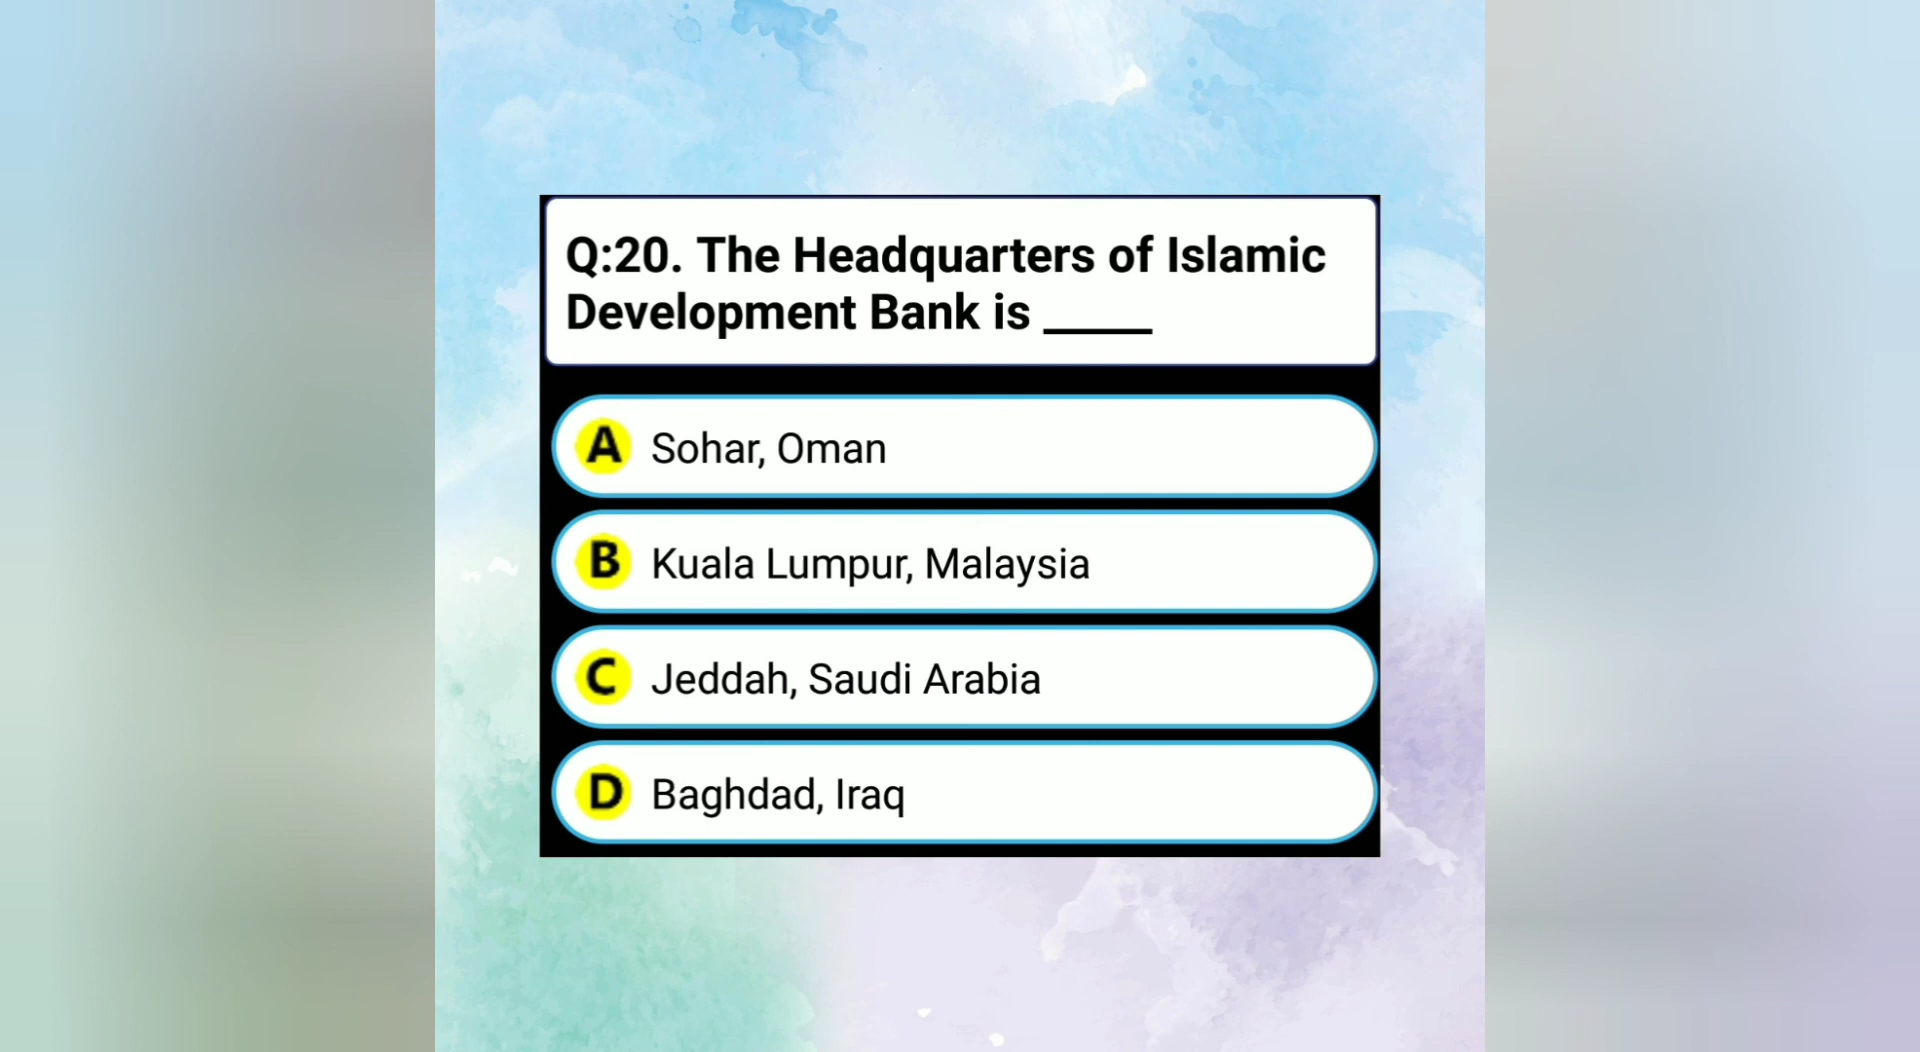 Q:20. The Headquarters of Islamic
Development Bank is _____
A Sohar, Oman
B Kuala Lumpur, Malaysia
C Jeddah, Saudi Arabia
D Baghdad, Iraq